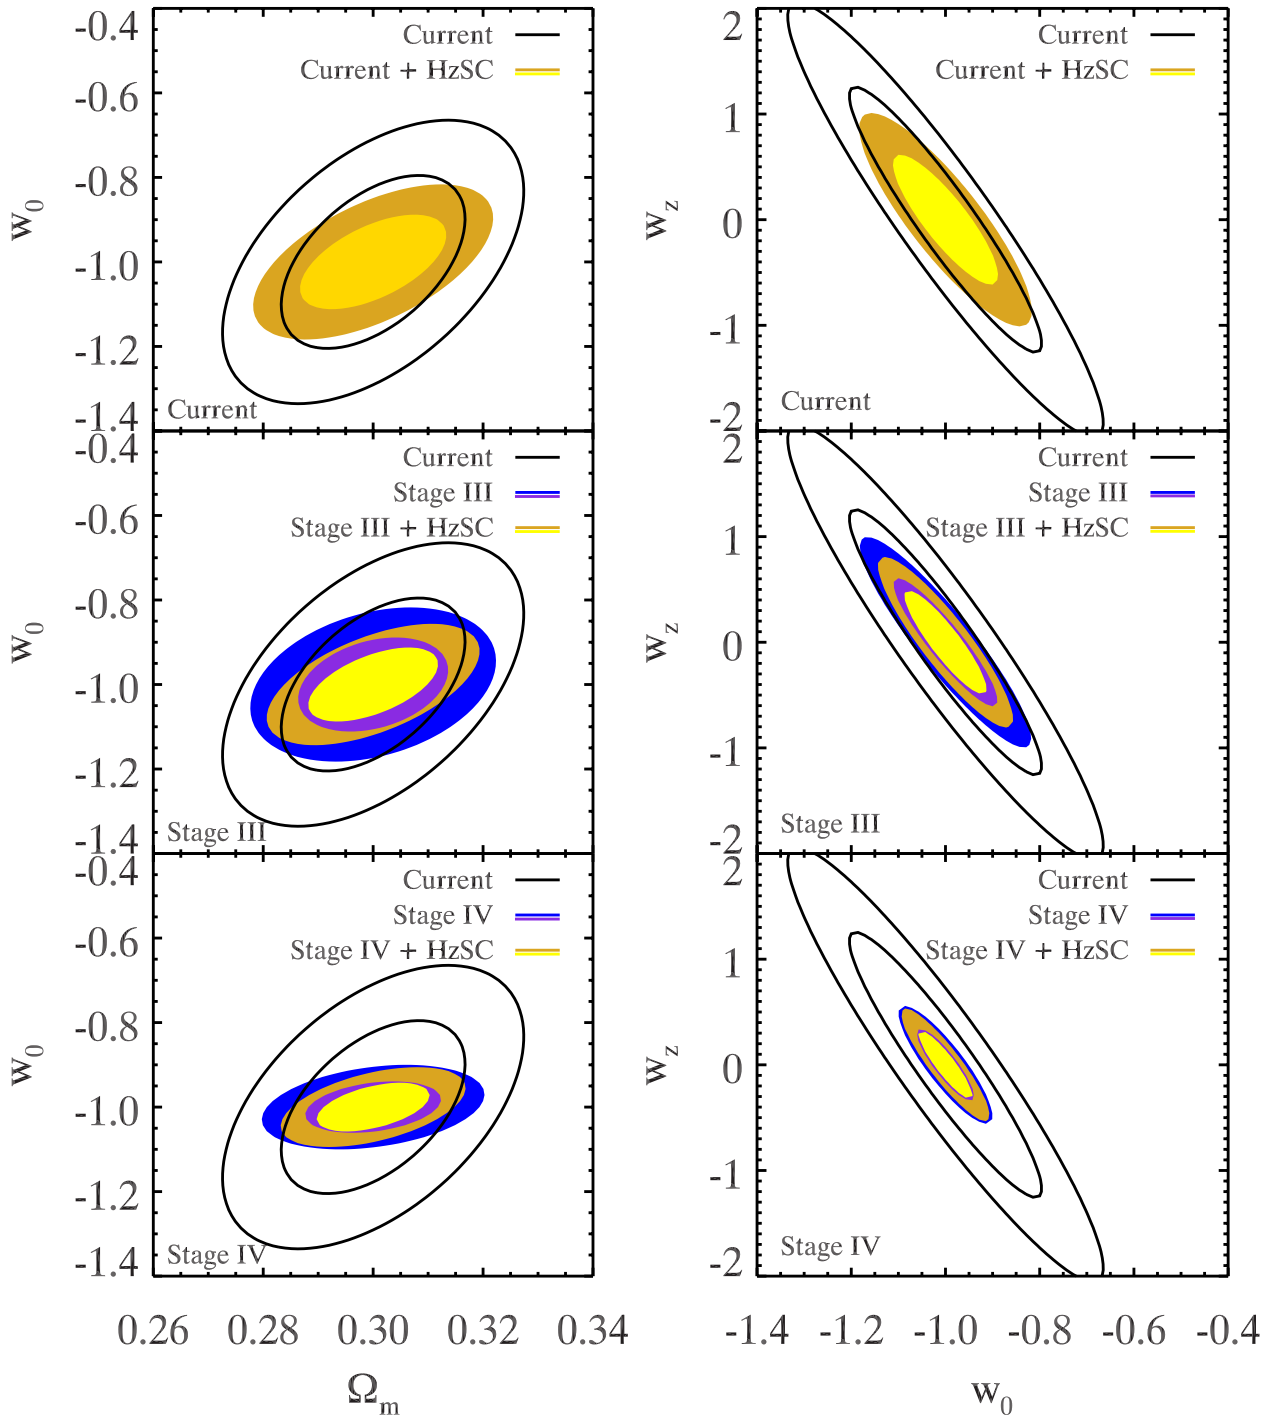 -0.4
-0.6
-0.8
-1.0
-1.2
-1.4
w0
Current
Current + HzSC
Current
2
1
0
-1
-2
wz
Current
Current + HzSC
Current
-0.4
-0.6
-0.8
-1.0
-1.2
-1.4
w0
Current
Stage III
Stage III + HzSC
Stage III
2
1
0
-1
-2
wz
Current
Stage III
Stage III + HzSC
Stage III
-0.4
-0.6
-0.8
-1.0
-1.2
-1.4
w0
Current
Stage IV
Stage IV + HzSC
Stage IV
2
1
0
-1
-2
wz
Current
Stage IV
Stage IV + HzSC
Stage IV
0.26 0.28 0.30 0.32 0.34
Ωm
-1.4 -1.2 -1.0 -0.8 -0.6 -0.4
w0